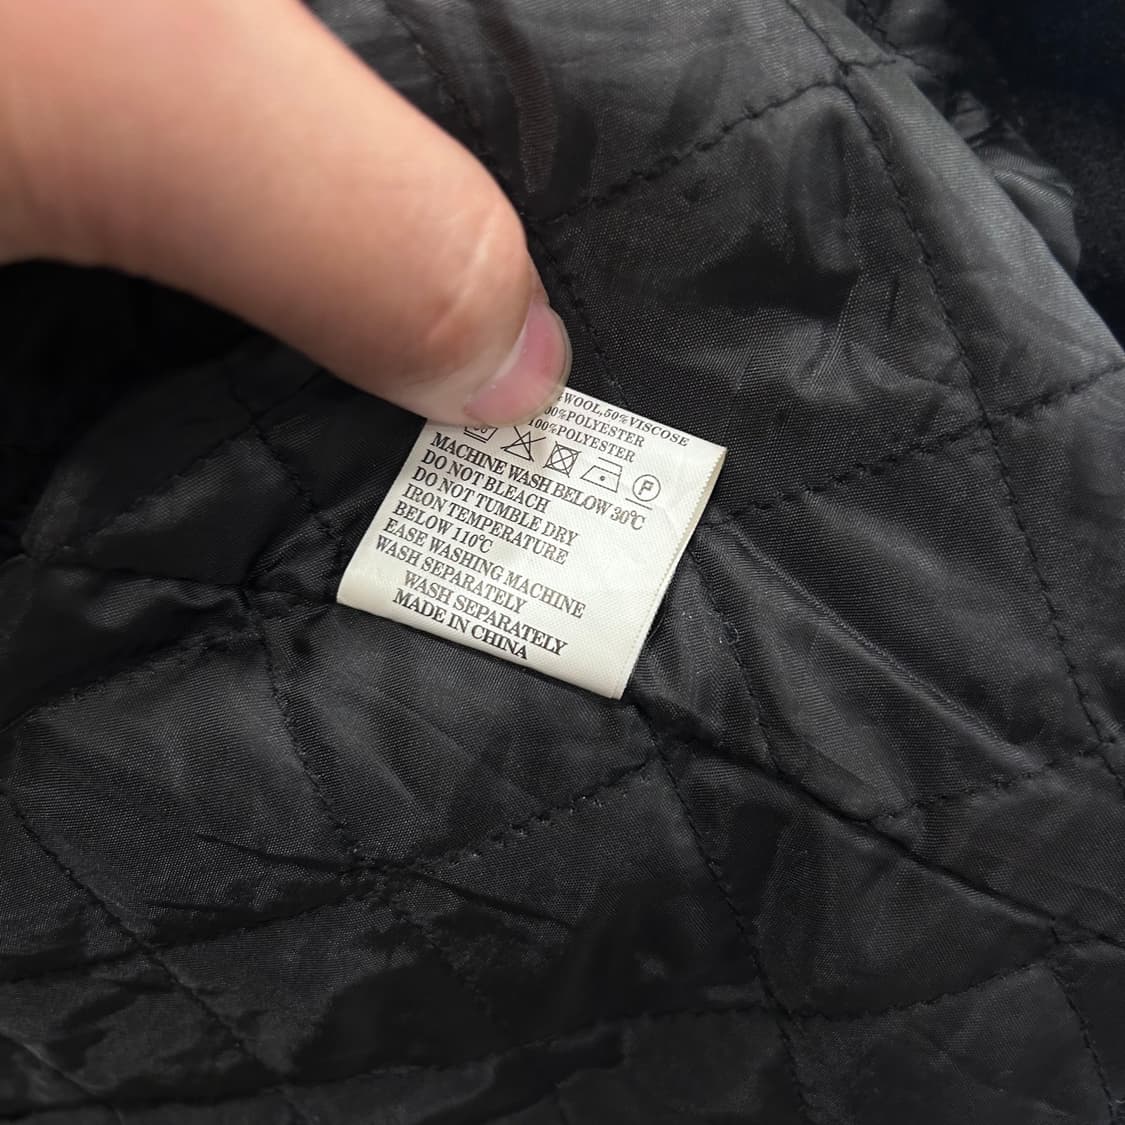 %WOOL,50%VISCOSE
00%POLYESTER
100%POLYESTER
F
MACHINE WASH BELOW 30℃
DO NOT BLEACH
DO NOT TUMBLE DRY
IRON TEMPERATURE
BELOW 110℃
EASE WASHING MACHINE
WASH SEPARATELY
WASH SEPARATELY
MADE IN CHINA